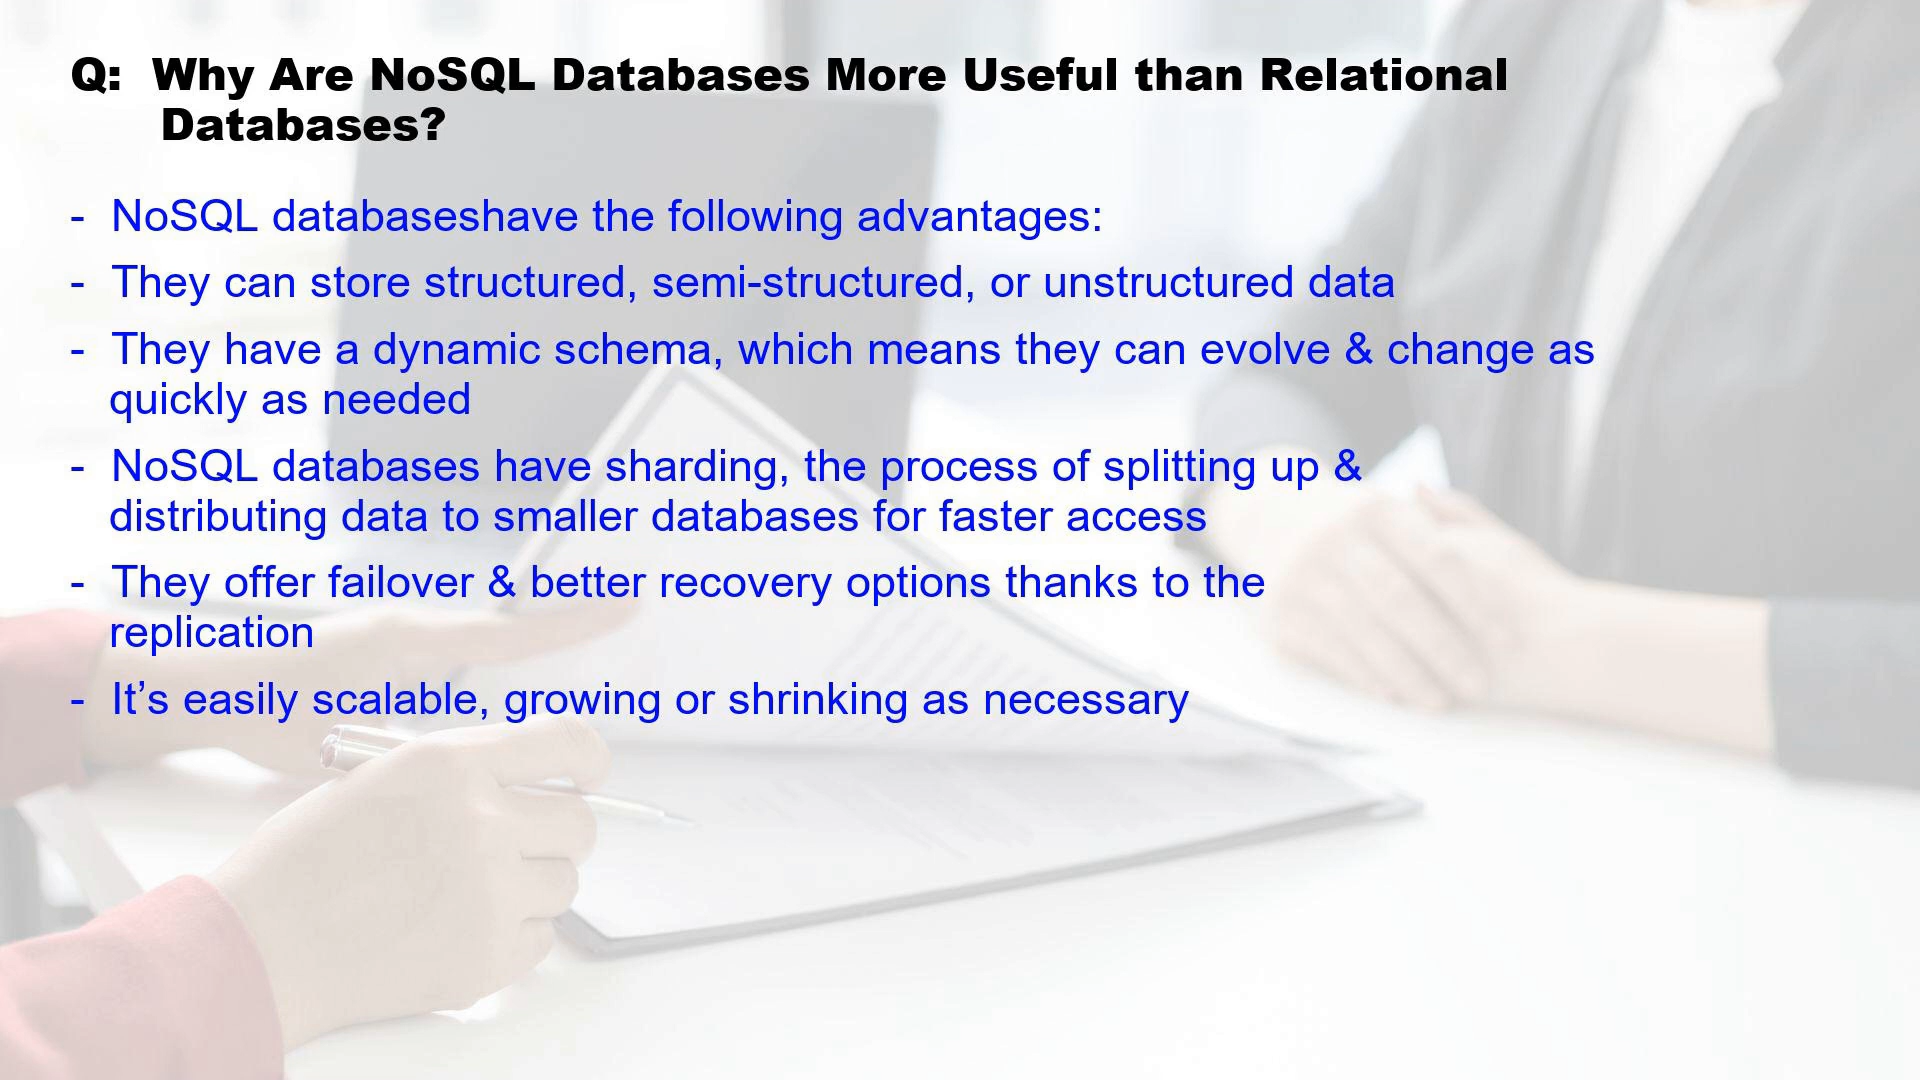 Q: Why Are NoSQL Databases More Useful than Relational
Databases?
- NoSQL databaseshave the following advantages:
- They can store structured, semi-structured, or unstructured data
- They have a dynamic schema, which means they can evolve & change as
quickly as needed
- NoSQL databases have sharding, the process of splitting up &
distributing data to smaller databases for faster access
- They offer failover & better recovery options thanks to the
replication
- It’s easily scalable, growing or shrinking as necessary